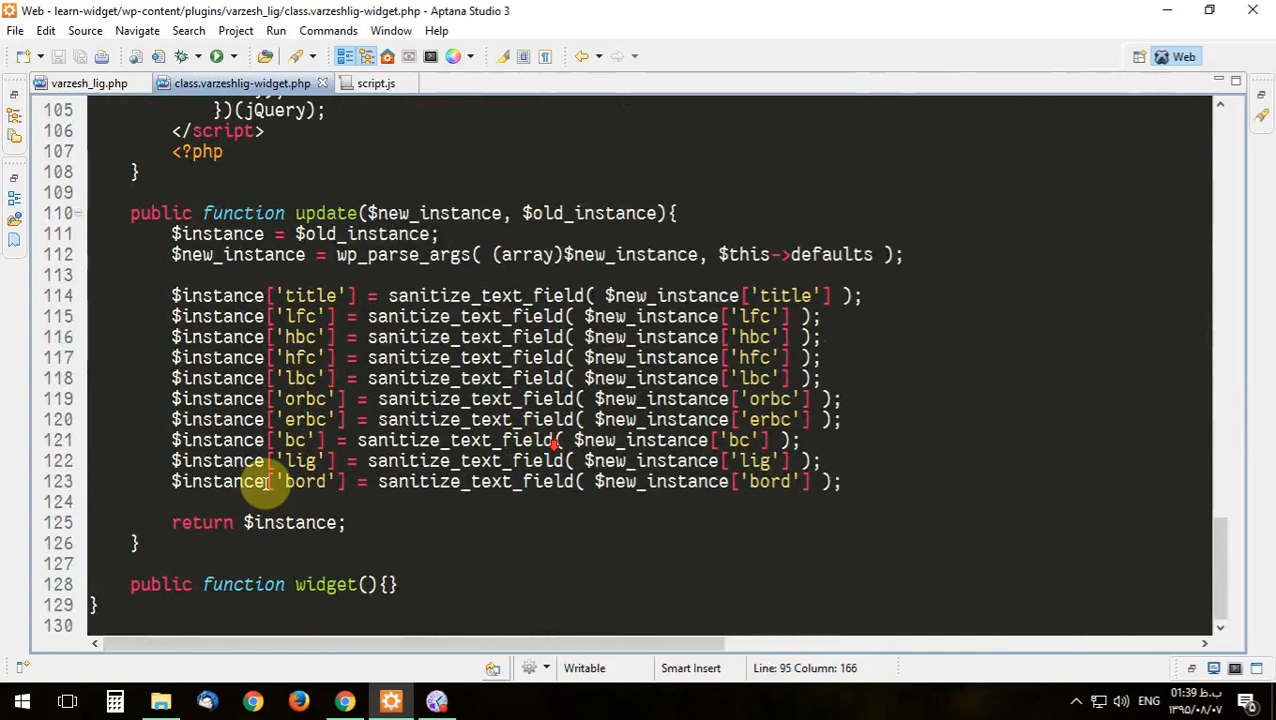 Web - learn-widget/wp-content/plugins/varzesh_lig/class.varzeshlig-widget.php - Aptana Studio 3
File Edit Source Navigate Search Project Run Commands Window Help
Web
varzesh_lig.php class.varzeshlig-widget.php script.js
105 })(jQuery);
106 </script>
107 <?php
108 }
109
110 public function update($new_instance, $old_instance){
111 $instance = $old_instance;
112 $new_instance = wp_parse_args( (array)$new_instance, $this->defaults );
113
114 $instance['title'] = sanitize_text_field( $new_instance['title'] );
115 $instance['lfc'] = sanitize_text_field( $new_instance['lfc'] );
116 $instance['hbc'] = sanitize_text_field( $new_instance['hbc'] );
117 $instance['hfc'] = sanitize_text_field( $new_instance['hfc'] );
118 $instance['lbc'] = sanitize_text_field( $new_instance['lbc'] );
119 $instance['orbc'] = sanitize_text_field( $new_instance['orbc'] );
120 $instance['erbc'] = sanitize_text_field( $new_instance['erbc'] );
121 $instance['bc'] = sanitize_text_field( $new_instance['bc'] );
122 $instance['lig'] = sanitize_text_field( $new_instance['lig'] );
123 $instance['bord'] = sanitize_text_field( $new_instance['bord'] );
124
125 return $instance;
126 }
127
128 public function widget(){}
129 }
130
Writable Smart Insert Line: 95 Column: 166
ENG 01:39 ب.ظ
۱۳۹۵/۰۸/۰۷